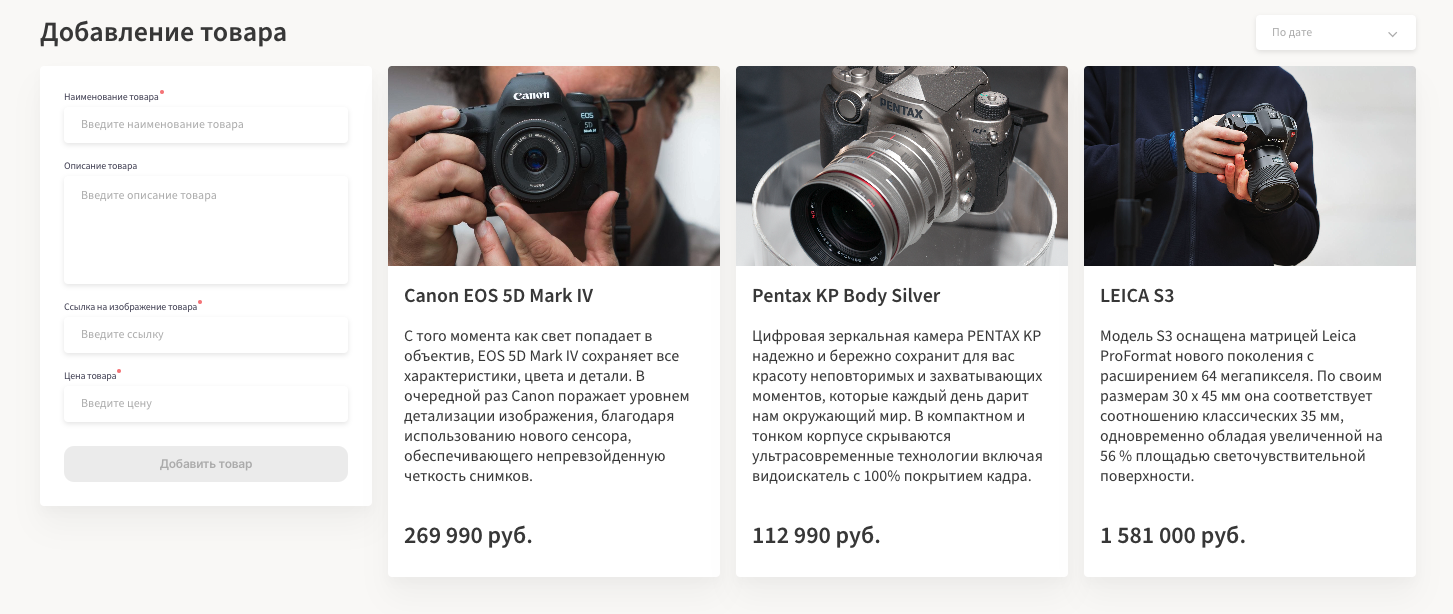 Добавление товара
По дате
Наименование товара
Введите наименование товара
Описание товара
Введите описание товара
Ссылка на изображение товара
Введите ссылку
Цена товара
Введите цену
Добавить товар
Canon
EOS
5D
Mark IV
Canon EOS 5D Mark IV
С того момента как свет попадает в
объектив, EOS 5D Mark IV сохраняет все
характеристики, цвета и детали. В
очередной раз Canon поражает уровнем
детализации изображения, благодаря
использованию нового сенсора,
обеспечивающего непревзойденную
четкость снимков.
269 990 руб.
PENTAX
KP
Pentax KP Body Silver
Цифровая зеркальная камера PENTAX KP
надежно и бережно сохранит для вас
красоту неповторимых и захватывающих
моментов, которые каждый день дарит
нам окружающий мир. В компактном и
тонком корпусе скрываются
ультрасовременные технологии включая
видоискатель с 100% покрытием кадра.
112 990 руб.
LEICA S3
Модель S3 оснащена матрицей Leica
ProFormat нового поколения с
расширением 64 мегапикселя. По своим
размерам 30 x 45 мм она соответствует
соотношению классических 35 мм,
одновременно обладая увеличенной на
56 % площадью светочувствительной
поверхности.
1 581 000 руб.